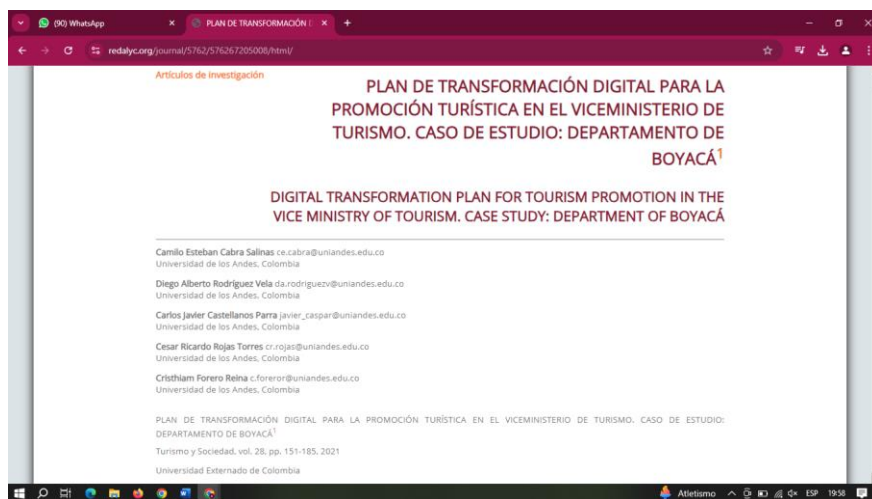 (90) WhatsApp
PLAN DE TRANSFORMACIÓN
redalyc.org/journal/5762/576267205008/html/
Artículos de investigación
PLAN DE TRANSFORMACIÓN DIGITAL PARA LA
PROMOCIÓN TURÍSTICA EN EL VICEMINISTERIO DE
TURISMO. CASO DE ESTUDIO: DEPARTAMENTO DE
BOYACÁ1
DIGITAL TRANSFORMATION PLAN FOR TOURISM PROMOTION IN THE
VICE MINISTRY OF TOURISM. CASE STUDY: DEPARTMENT OF BOYACÁ
Camilo Esteban Cabra Salinas ce.cabra@uniandes.edu.co
Universidad de los Andes, Colombia
Diego Alberto Rodríguez Vela da.rodriguezv@uniandes.edu.co
Universidad de los Andes, Colombia
Carlos Javier Castellanos Parra javier_caspar@uniandes.edu.co
Universidad de los Andes, Colombia
Cesar Ricardo Rojas Torres cr.rojas@uniandes.edu.co
Universidad de los Andes, Colombia
Cristhiam Forero Reina c.foreror@uniandes.edu.co
Universidad de los Andes, Colombia
PLAN DE TRANSFORMACIÓN DIGITAL PARA LA PROMOCIÓN TURÍSTICA EN EL VICEMINISTERIO DE TURISMO. CASO DE ESTUDIO:
DEPARTAMENTO DE BOYACÁ1
Turismo y Sociedad, vol. 28, pp. 151-185, 2021
Universidad Externado de Colombia
Atletismo ESP 19:58